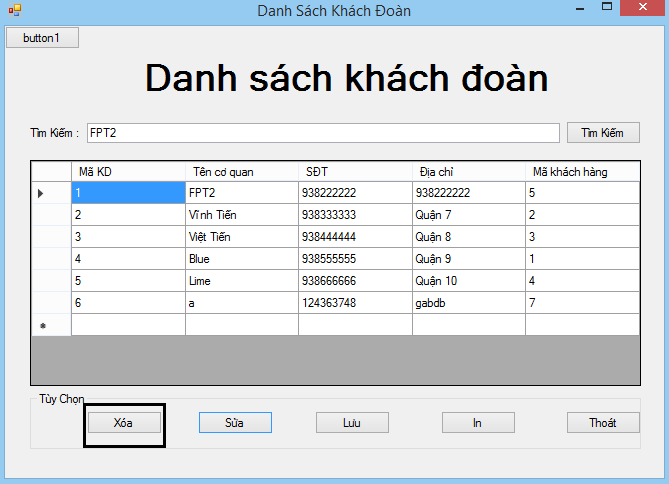 Danh Sách Khách Đoàn
button1
Danh sách khách đoàn
Tìm Kiếm : FPT2 Tìm Kiếm
Mã KD Tên cơ quan SĐT Địa chỉ Mã khách hàng
1 FPT2 938222222 938222222 5
2 Vĩnh Tiến 938333333 Quận 7 2
3 Việt Tiến 938444444 Quận 8 3
4 Blue 938555555 Quận 9 1
5 Lime 938666666 Quận 10 4
6 a 124363748 gabdb 7
Tùy Chọn
Xóa Sửa Lưu In Thoát